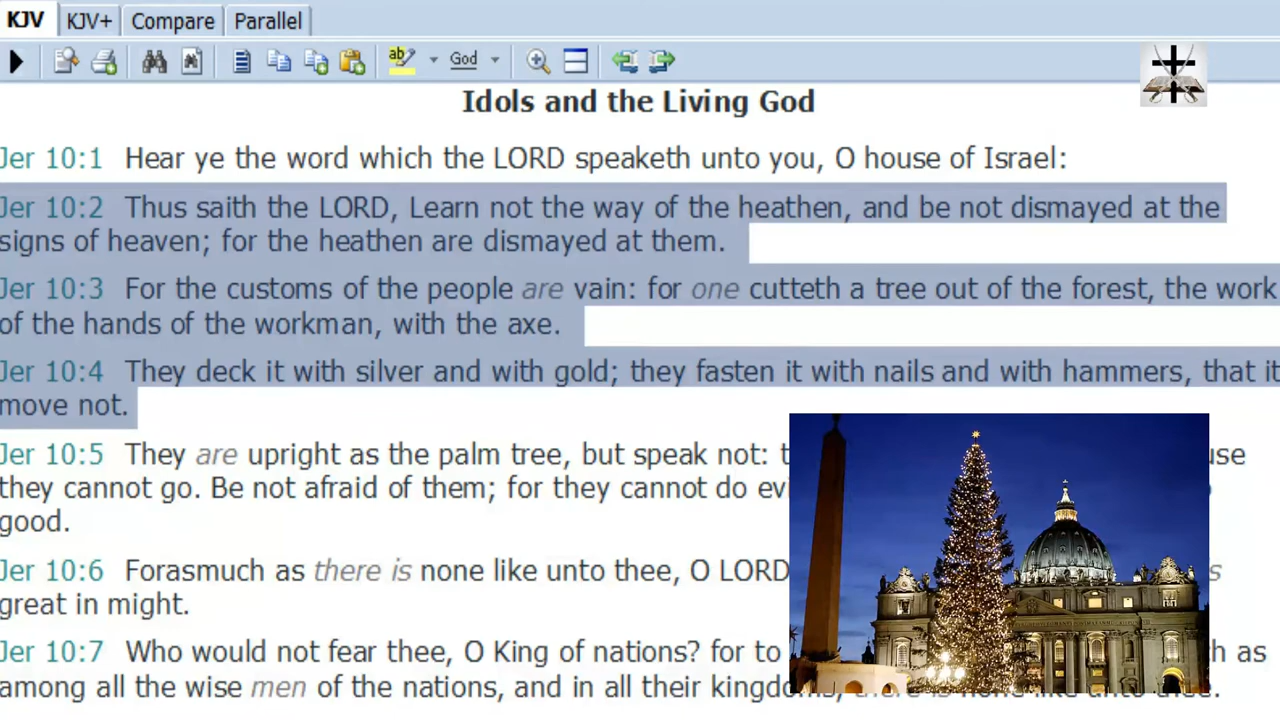 KJV KJV+ Compare Parallel
ab God
Idols and the Living God
Jer 10:1 Hear ye the word which the LORD speaketh unto you, O house of Israel:
Jer 10:2 Thus saith the LORD, Learn not the way of the heathen, and be not dismayed at the
signs of heaven; for the heathen are dismayed at them.
Jer 10:3 For the customs of the people are vain: for one cutteth a tree out of the forest, the work
of the hands of the workman, with the axe.
Jer 10:4 They deck it with silver and with gold; they fasten it with nails and with hammers, that it
move not.
Jer 10:5 They are upright as the palm tree, but speak not:
they cannot go. Be not afraid of them; for they cannot do
good.
Jer 10:6 Forasmuch as there is none like unto thee, O LORD
great in might.
Jer 10:7 Who would not fear thee, O King of nations? for to as
among all the wise men of the nations, and in all their kingdoms, there is none like unto thee.